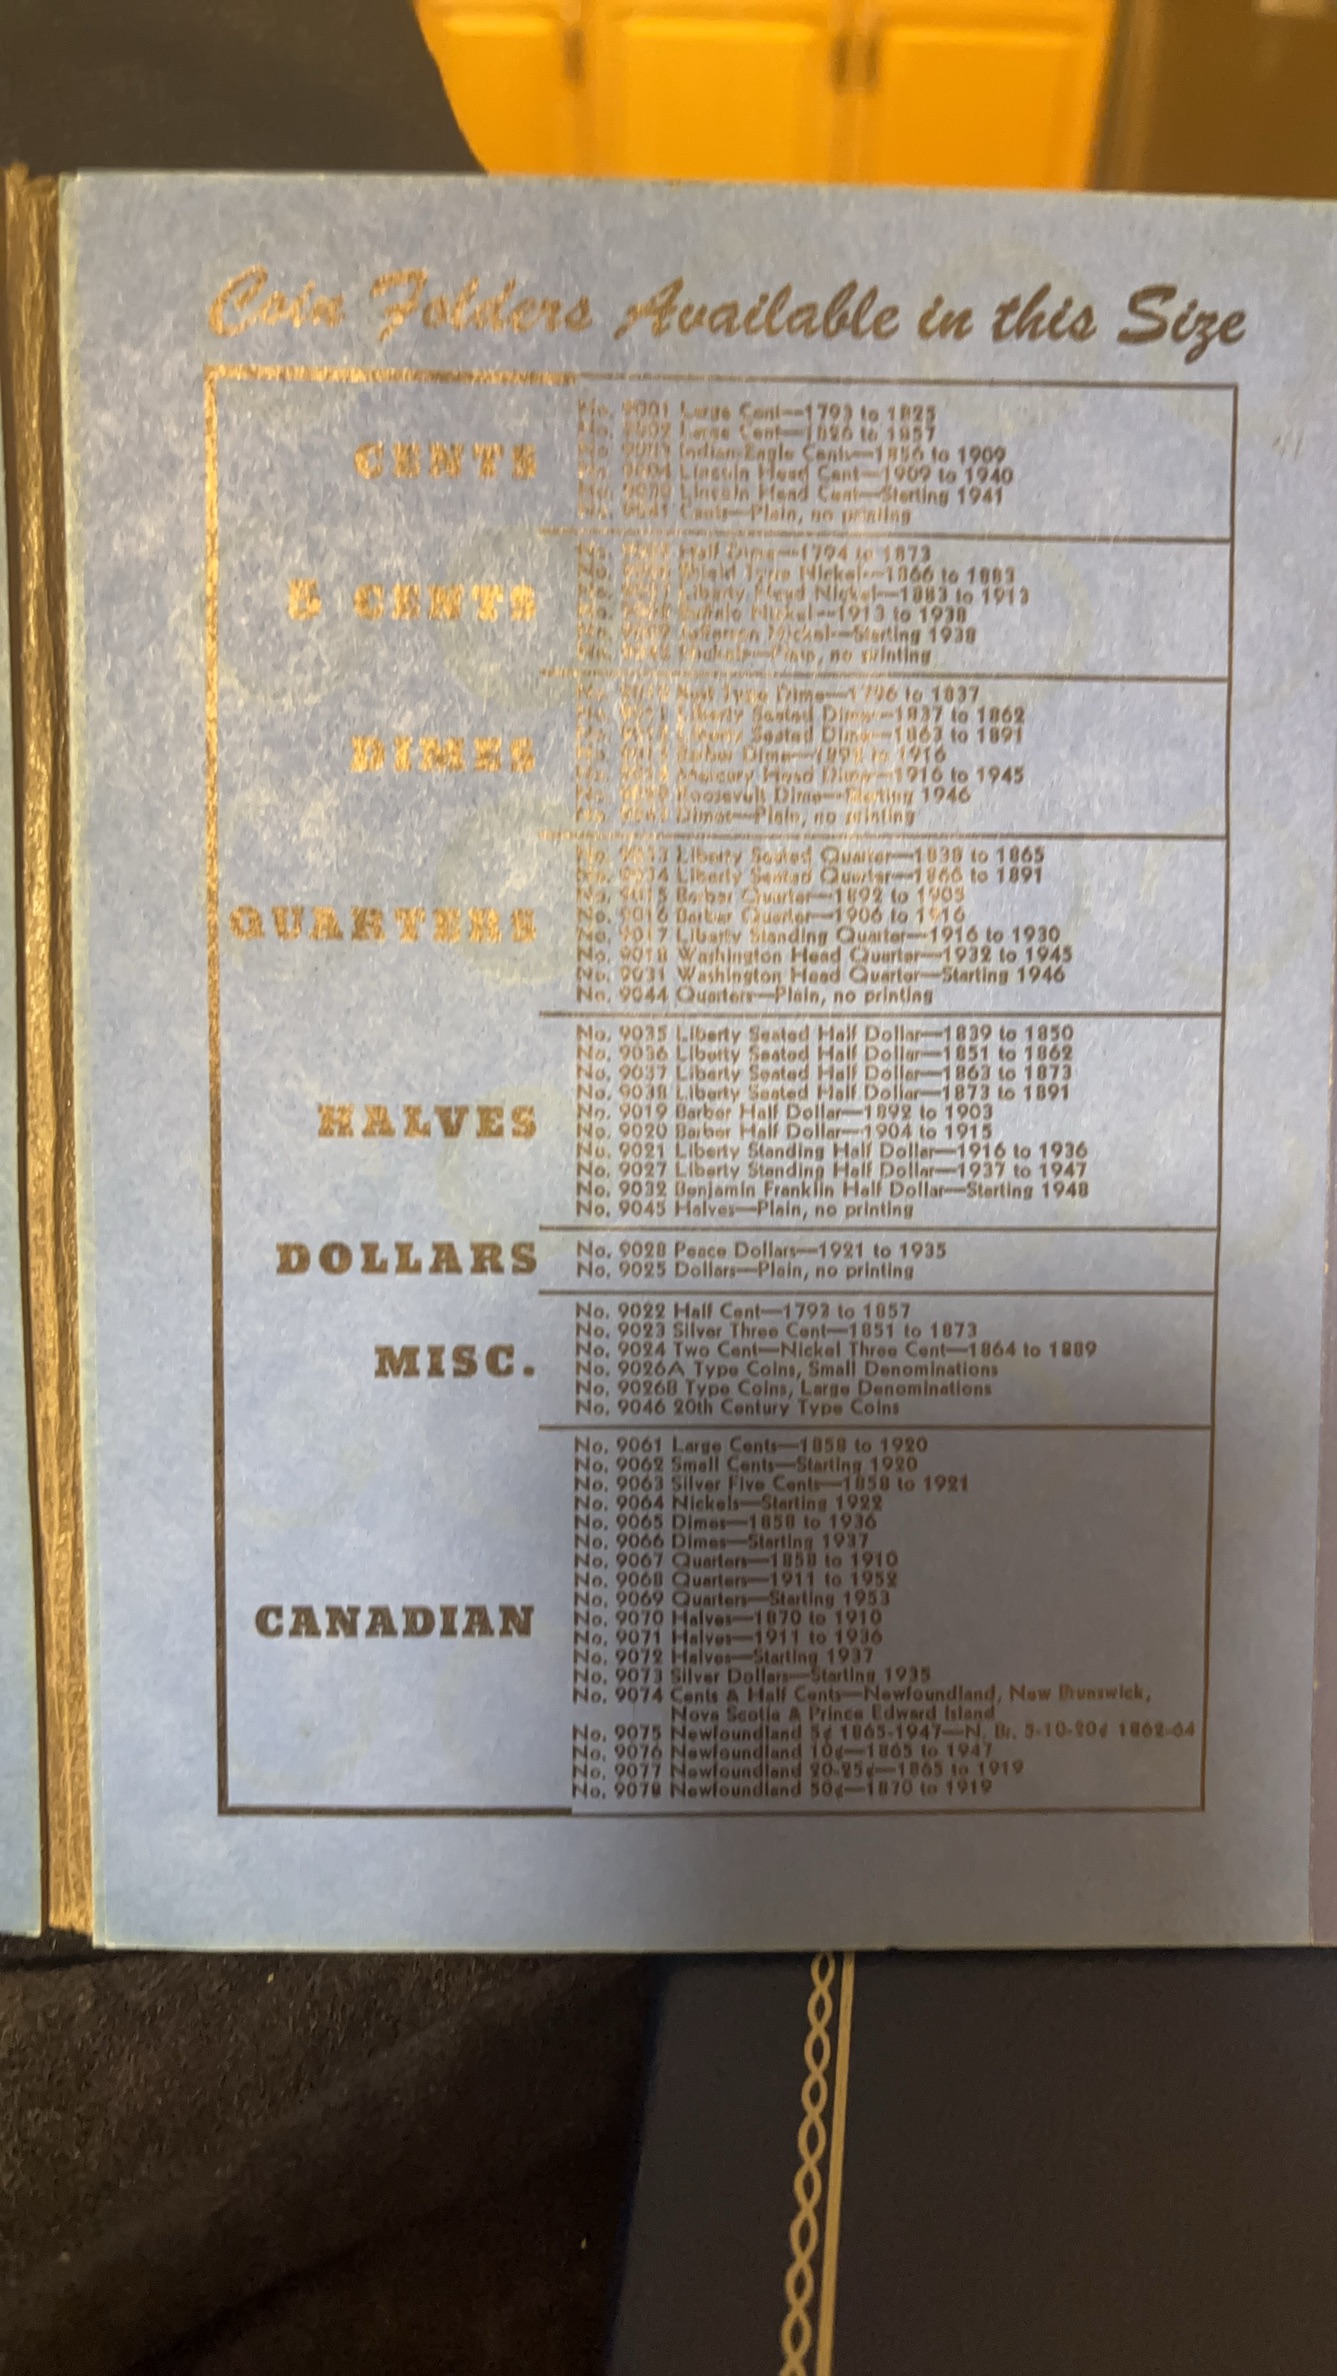 Coin Folders Available in this Size
CENTS
No. 9001 Large Cent—1793 to 1825
No. Large Cent—1826 to 1857
No. Indian-Eagle Cents—1856 to 1909
No. 9004 Lincoln Head Cent—1909 to 1940
No. Lincoln Head Cent—Starting 1941
No. 9041 Cents—Plain, no printing
5 CENTS
No. Half Dime—1794 to 1873
No. Shield Type Nickel—1866 to 1883
No. Liberty Head Nickel—1883 to 1913
No. Buffalo Nickel—1913 to 1938
No. Jefferson Nickel—Starting 1938
No. Nickels—Plain, no printing
DIMES
No. Bust Type Dime—1796 to 1837
No. Liberty Seated Dime—1837 to 1862
No. Liberty Seated Dime—1863 to 1891
No. Barber Dime—1892 to 1916
No. Mercury Head Dime—1916 to 1945
No. Roosevelt Dime—Starting 1946
No. Dimes—Plain, no printing
QUARTERS
No. Liberty Seated Quarter—1838 to 1865
No. Liberty Seated Quarter—1866 to 1891
No. 9015 Barber Quarter—1892 to 1905
No. 9016 Barber Quarter—1906 to 1916
No. 9017 Liberty Standing Quarter—1916 to 1930
No. 9018 Washington Head Quarter—1932 to 1945
No. 9031 Washington Head Quarter—Starting 1946
No. 9044 Quarters—Plain, no printing
HALVES
No. 9035 Liberty Seated Half Dollar—1839 to 1850
No. 9036 Liberty Seated Half Dollar—1851 to 1862
No. 9037 Liberty Seated Half Dollar—1863 to 1873
No. 9038 Liberty Seated Half Dollar—1873 to 1891
No. 9019 Barber Half Dollar—1892 to 1903
No. 9020 Barber Half Dollar—1904 to 1915
No. 9021 Liberty Standing Half Dollar—1916 to 1936
No. 9027 Liberty Standing Half Dollar—1937 to 1947
No. 9032 Benjamin Franklin Half Dollar—Starting 1948
No. 9045 Halves—Plain, no printing
DOLLARS
No. 9028 Peace Dollars—1921 to 1935
No. 9025 Dollars—Plain, no printing
MISC.
No. 9022 Half Cent—1793 to 1857
No. 9023 Silver Three Cent—1851 to 1873
No. 9024 Two Cent—Nickel Three Cent—1864 to 1889
No. 9026A Type Coins, Small Denominations
No. 9026B Type Coins, Large Denominations
No. 9046 20th Century Type Coins
CANADIAN
No. 9061 Large Cents—1858 to 1920
No. 9062 Small Cents—Starting 1920
No. 9063 Silver Five Cents—1858 to 1921
No. 9064 Nickels—Starting 1922
No. 9065 Dimes—1858 to 1936
No. 9066 Dimes—Starting 1937
No. 9067 Quarters—1858 to 1910
No. 9068 Quarters—1911 to 1952
No. 9069 Quarters—Starting 1953
No. 9070 Halves—1870 to 1910
No. 9071 Halves—1911 to 1936
No. 9072 Halves—Starting 1937
No. 9073 Silver Dollars—Starting 1935
No. 9074 Cents & Half Cents—Newfoundland, New Brunswick,
Nova Scotia & Prince Edward Island
No. 9075 Newfoundland 5¢ 1865-1947—N. Br. 5-10-20¢ 1862-64
No. 9076 Newfoundland 10¢—1865 to 1947
No. 9077 Newfoundland 20-25¢—1865 to 1919
No. 9078 Newfoundland 50¢—1870 to 1919